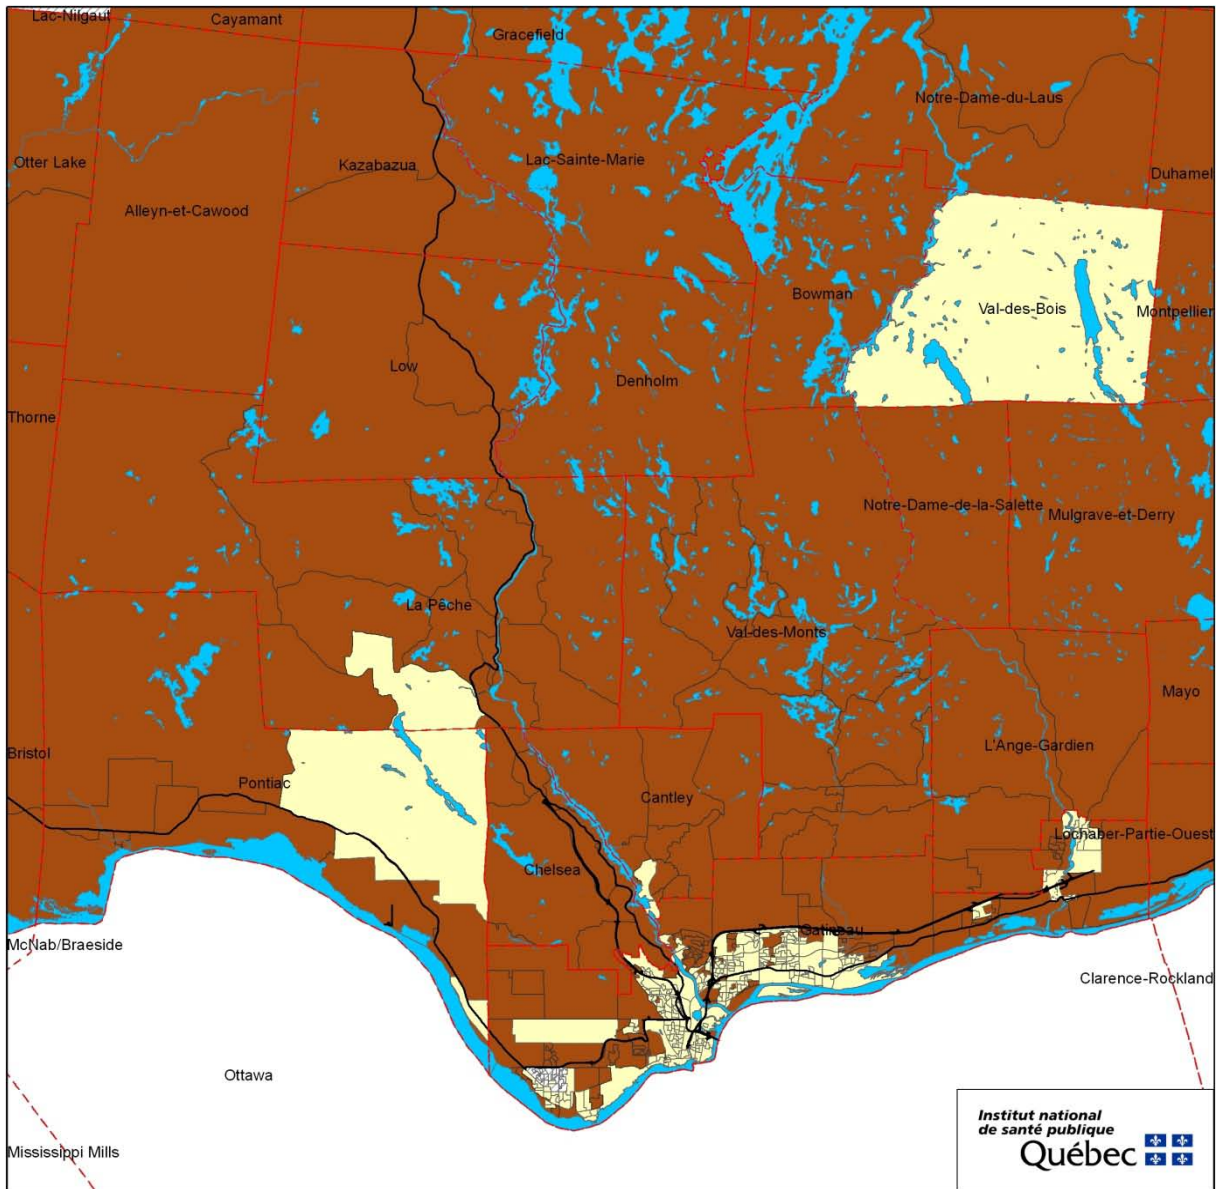 Lac-Nilgaut
Cayamant
Gracefield
Notre-Dame-du-Laus
Otter Lake
Kazabazua
Lac-Sainte-Marie
Duhamel
Alleyn-et-Cawood
Bowman
Val-des-Bois
Montpellier
Low
Denholm
Thorne
Notre-Dame-de-la-Salette
Mulgrave-et-Derry
La Pêche
Val-des-Monts
Mayo
Bristol
L'Ange-Gardien
Pontiac
Cantley
Lochaber-Partie-Ouest
Chelsea
Gatineau
McNab/Braeside
Clarence-Rockland
Ottawa
Mississippi Mills
Institut national
de santé publique
Québec